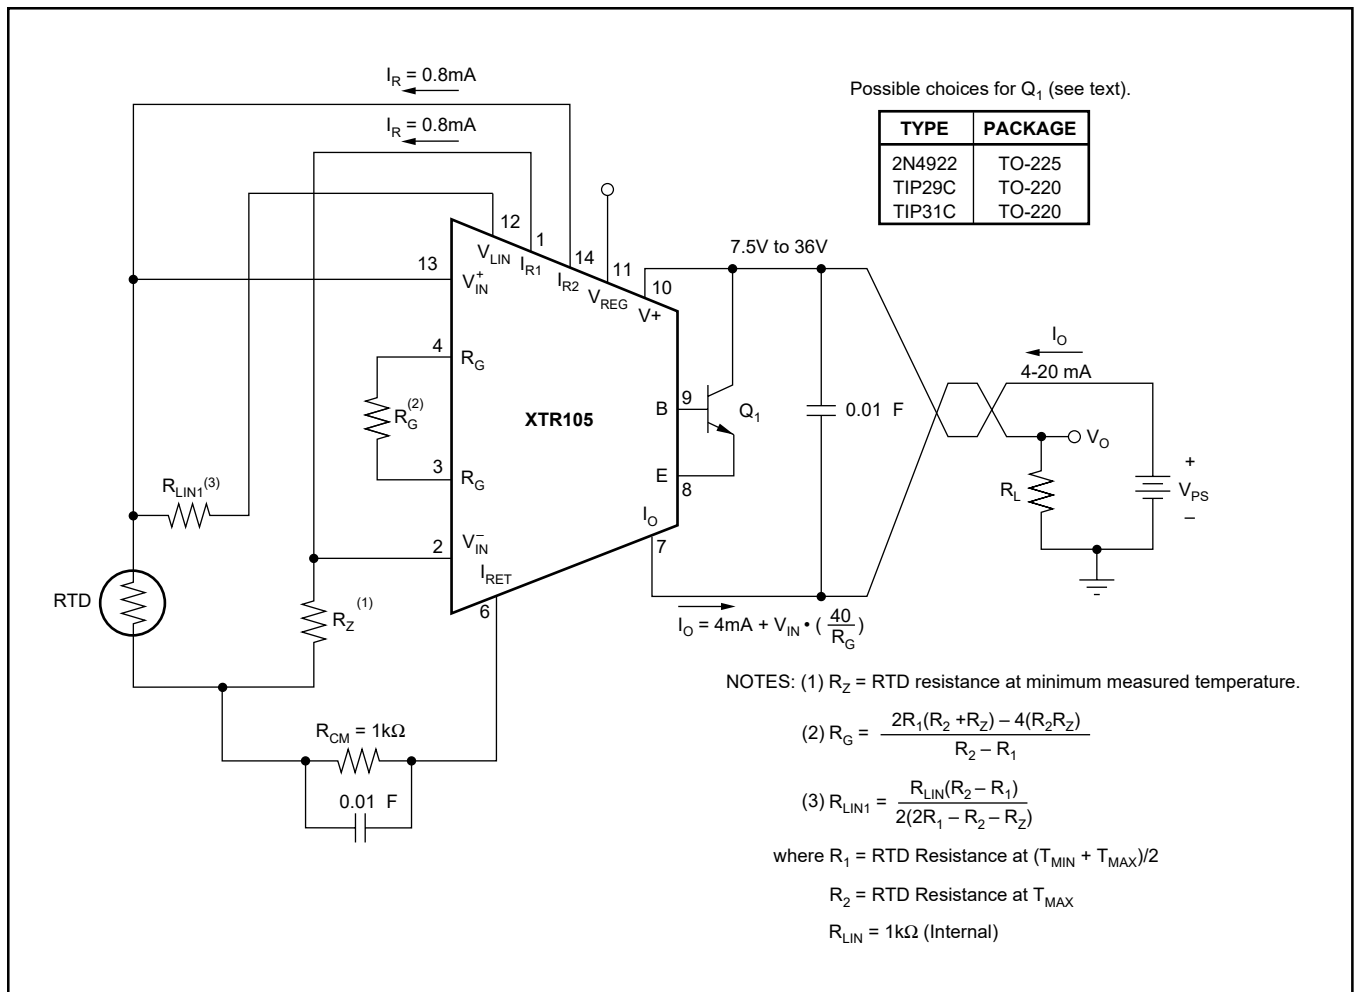 I_R = 0.8mA
I_R = 0.8mA
Possible choices for Q_1 (see text).
TYPE PACKAGE
2N4922 TO-225
TIP29C TO-220
TIP31C TO-220
12
V_LIN
1
I_R1
14
I_R2
11
V_REG
10
V+
7.5V to 36V
13
V_IN^+
4
R_G
R_G^(2)
3
R_G
XTR105
B
9
Q_1
E
8
0.01 F
I_O
4-20 mA
V_O
R_L
+
V_PS
–
R_LIN1^(3)
2
V_IN^–
I_RET
6
I_O
7
RTD
R_Z^(1)
I_O = 4mA + V_IN • ( 40 / R_G )
R_CM = 1kΩ
0.01 F
NOTES: (1) R_Z = RTD resistance at minimum measured temperature.
(2) R_G = 2R_1(R_2 +R_Z) – 4(R_2R_Z) / R_2 – R_1
(3) R_LIN1 = R_LIN(R_2 – R_1) / 2(2R_1 – R_2 – R_Z)
where R_1 = RTD Resistance at (T_MIN + T_MAX)/2
R_2 = RTD Resistance at T_MAX
R_LIN = 1kΩ (Internal)